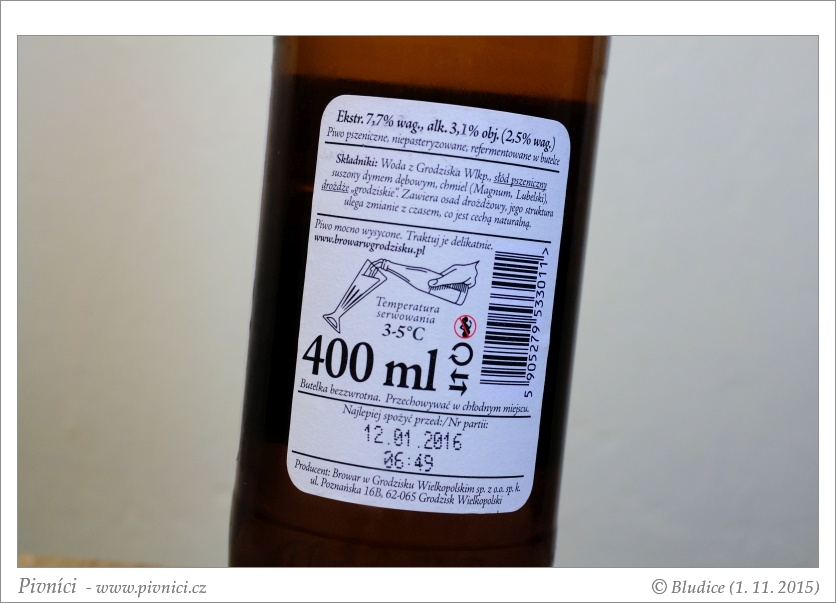 Ekstr. 7,7% wag., alk. 3,1% obj. (2,5% wag.)
Piwo pszeniczne, niepasteryzowane, refermentowane w butelce
Składniki: Woda z Grodziska Wlkp., słód pszeniczny
suszony dymem dębowym, chmiel (Magnum, Lubelski),
drożdże „grodziskie”. Zawiera osad drożdżowy, jego struktura
ulega zmianie z czasem, co jest cechą naturalną.
Piwo mocno wysycone. Traktuj je delikatnie.
www.browarwgrodzisku.pl
Temperatura
serwowania
3-5°C
400 ml
5 905279 533011 >
Butelka bezzwrotna. Przechowywać w chłodnym miejscu.
Najlepiej spożyć przed:/Nr partii:
12.01.2016
06:49
Producent: Browar w Grodzisku Wielkopolskim sp. z o.o. sp. k.
ul. Poznańska 16B, 62-065 Grodzisk Wielkopolski
Pivníci - www.pivnici.cz
© Bludice (1. 11. 2015)